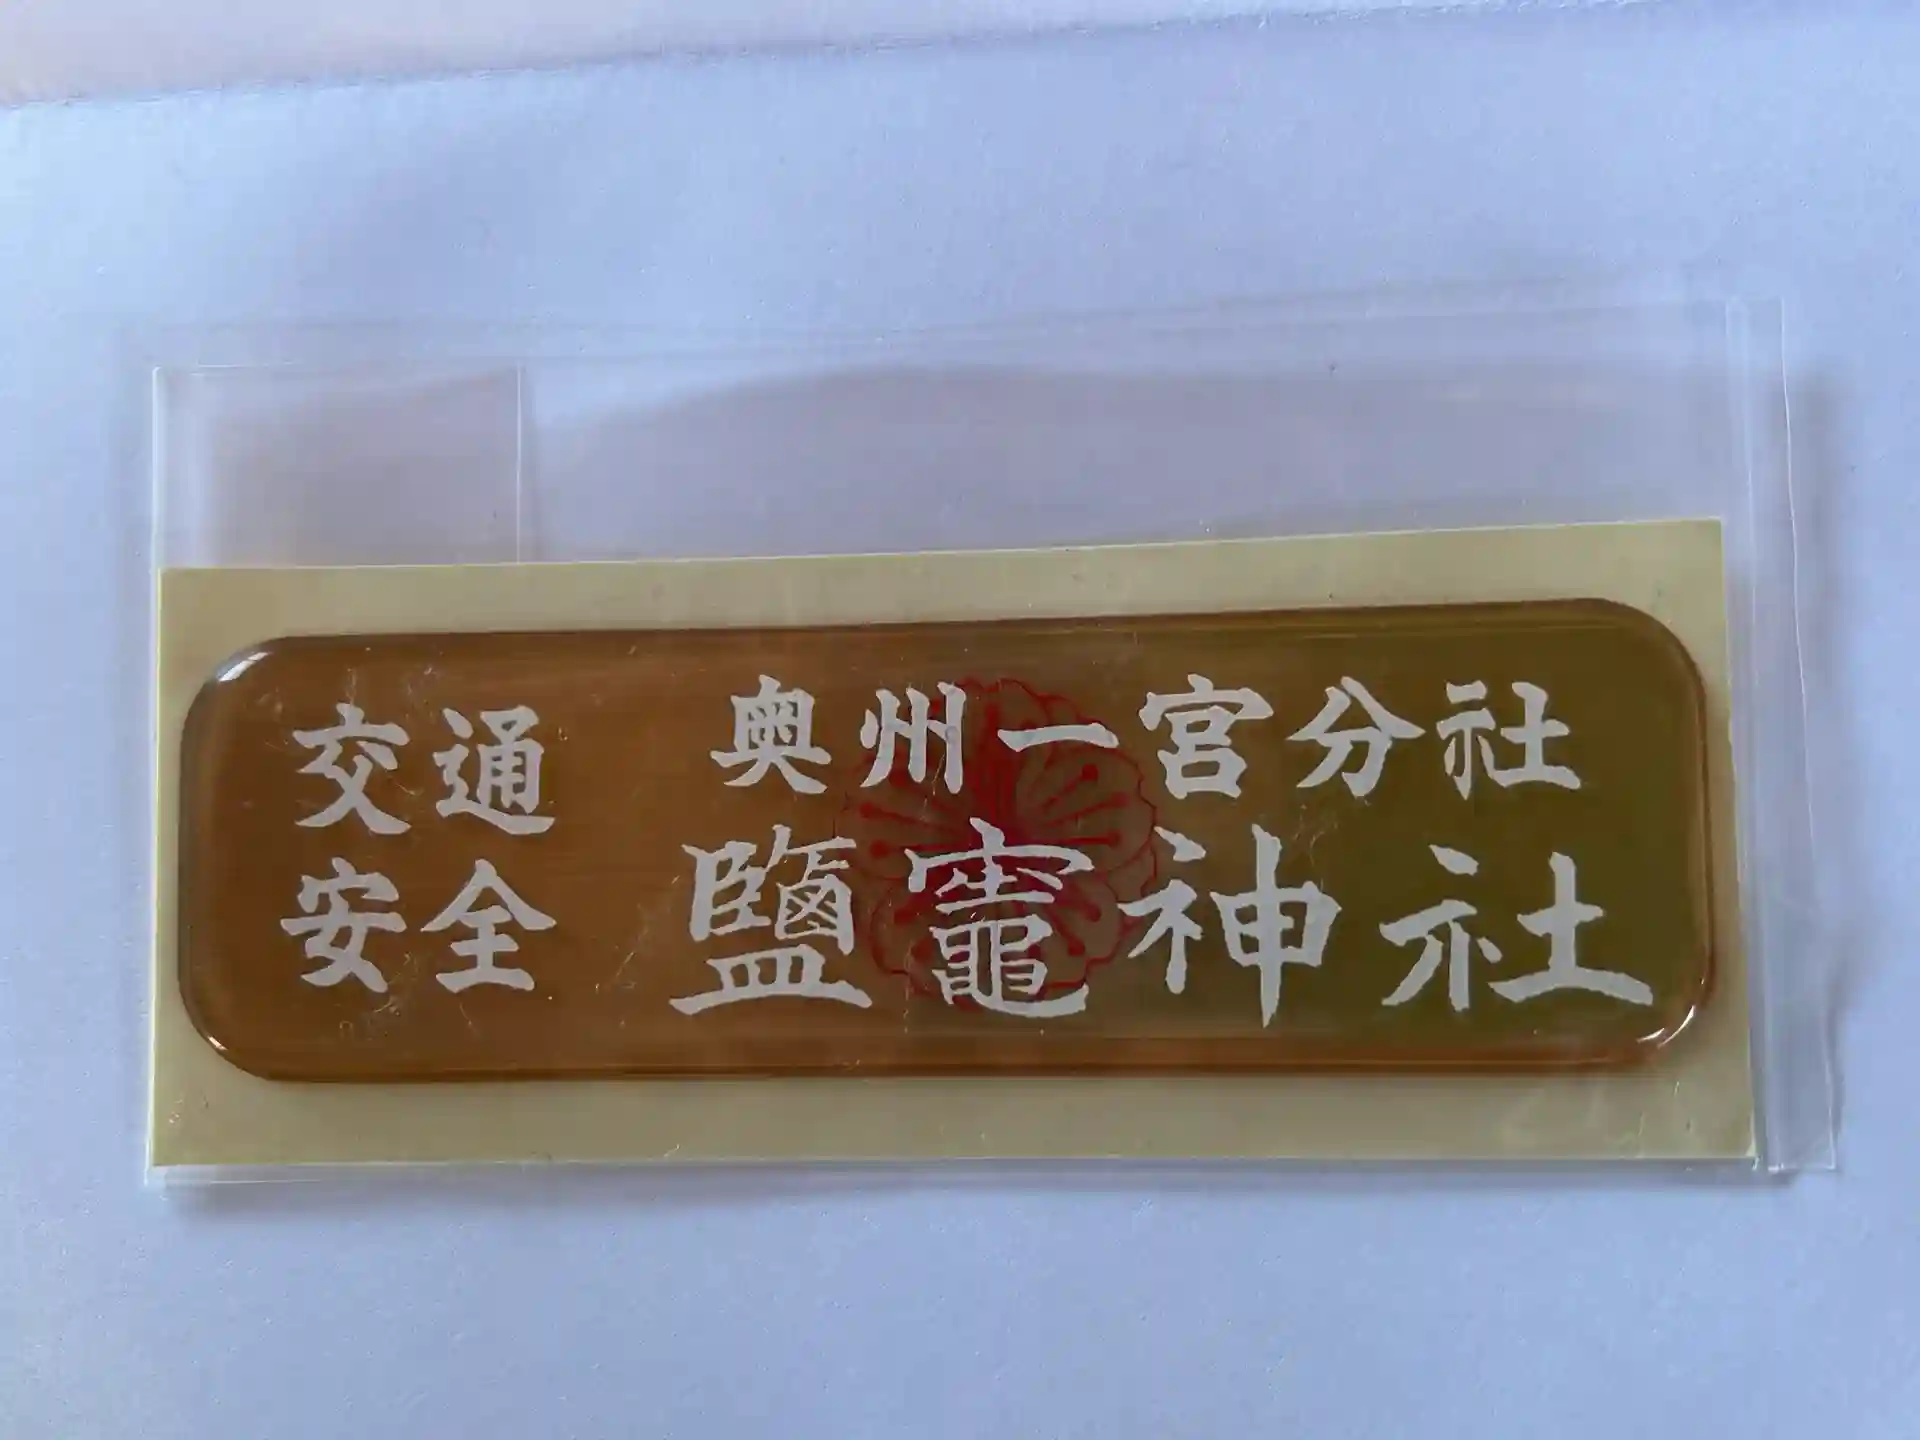 交通
安全
奥州一宮分社
鹽竈神社